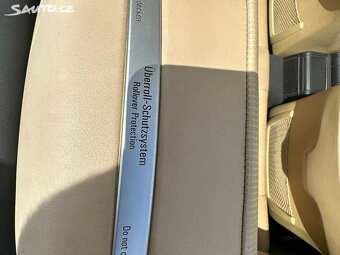 SAUTO.CZ
Überroll-Schutzsystem
Rollover Protection
Do not